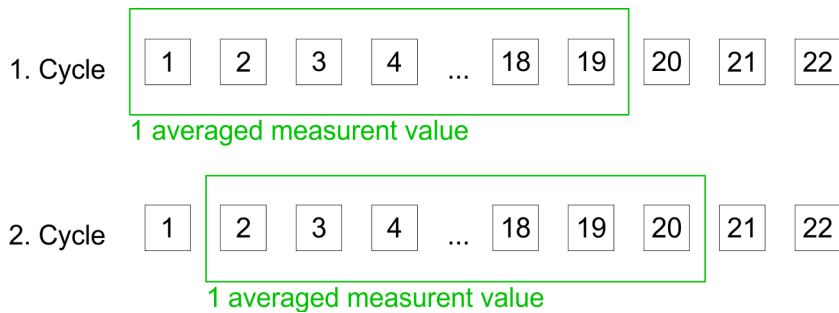 1. Cycle 1 2 3 4 ... 18 19 20 21 22
1 averaged measurent value
2. Cycle 1 2 3 4 ... 18 19 20 21 22
1 averaged measurent value